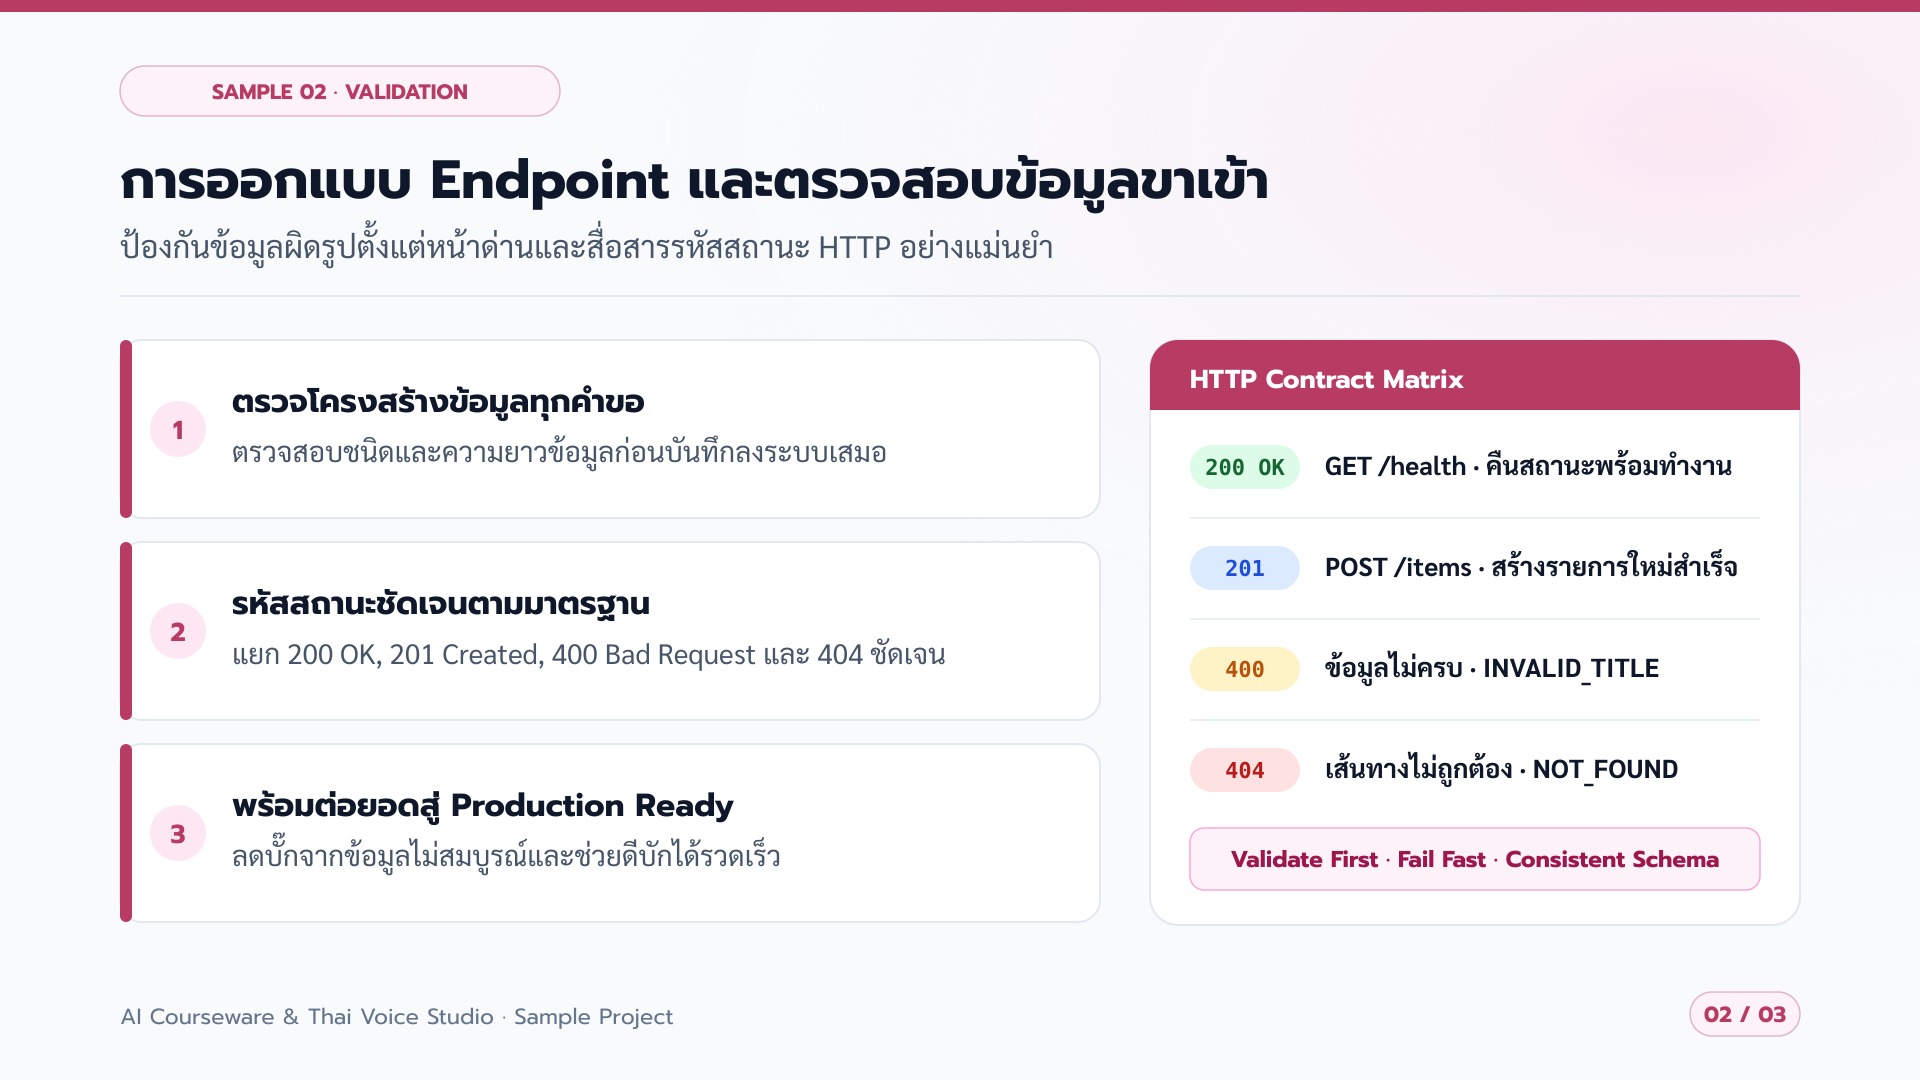 SAMPLE 02 · VALIDATION
การออกแบบ Endpoint และตรวจสอบข้อมูลขาเข้า
ป้องกันข้อมูลผิดรูปตั้งแต่หน้าด่านและสื่อสารรหัสสถานะ HTTP อย่างแม่นยำ
1
ตรวจโครงสร้างข้อมูลทุกคำขอ
ตรวจสอบชนิดและความยาวข้อมูลก่อนบันทึกลงระบบเสมอ
2
รหัสสถานะชัดเจนตามมาตรฐาน
แยก 200 OK, 201 Created, 400 Bad Request และ 404 ชัดเจน
3
พร้อมต่อยอดสู่ Production Ready
ลดบั๊กจากข้อมูลไม่สมบูรณ์และช่วยดีบักได้รวดเร็ว
HTTP Contract Matrix
200 OK GET /health · คืนสถานะพร้อมทำงาน
201 POST /items · สร้างรายการใหม่สำเร็จ
400 ข้อมูลไม่ครบ · INVALID_TITLE
404 เส้นทางไม่ถูกต้อง · NOT_FOUND
Validate First · Fail Fast · Consistent Schema
AI Courseware & Thai Voice Studio · Sample Project
02 / 03